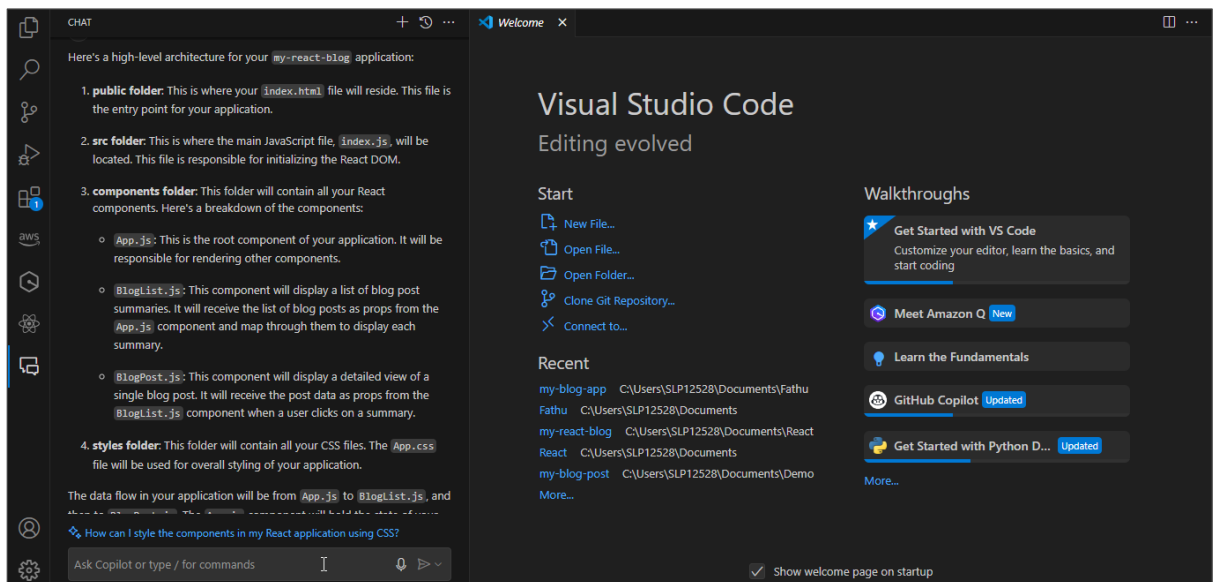 CHAT
Here's a high-level architecture for your my-react-blog application:
1. public folder: This is where your index.html file will reside. This file is
the entry point for your application.
2. src folder: This is where the main JavaScript file, index.js, will be
located. This file is responsible for initializing the React DOM.
3. components folder: This folder will contain all your React
components. Here's a breakdown of the components:
App.js: This is the root component of your application. It will be
responsible for rendering other components.
BlogList.js: This component will display a list of blog post
summaries. It will receive the list of blog posts as props from the
App.js component and map through them to display each
summary.
BlogPost.js: This component will display a detailed view of a
single blog post. It will receive the post data as props from the
BlogList.js component when a user clicks on a summary.
4. styles folder: This folder will contain all your CSS files. The App.css
file will be used for overall styling of your application.
The data flow in your application will be from App.js to BlogList.js, and
How can I style the components in my React application using CSS?
Ask Copilot or type / for commands
1
aws
Welcome
Visual Studio Code
Editing evolved
Start
New File...
Open File...
Open Folder...
Clone Git Repository...
Connect to...
Recent
my-blog-app C:\Users\SLP12528\Documents\Fathu
Fathu C:\Users\SLP12528\Documents
my-react-blog C:\Users\SLP12528\Documents\React
React C:\Users\SLP12528\Documents
my-blog-post C:\Users\SLP12528\Documents\Demo
More...
Walkthroughs
Get Started with VS Code
Customize your editor, learn the basics, and
start coding
Meet Amazon Q New
Learn the Fundamentals
GitHub Copilot Updated
Get Started with Python D... Updated
More...
Show welcome page on startup